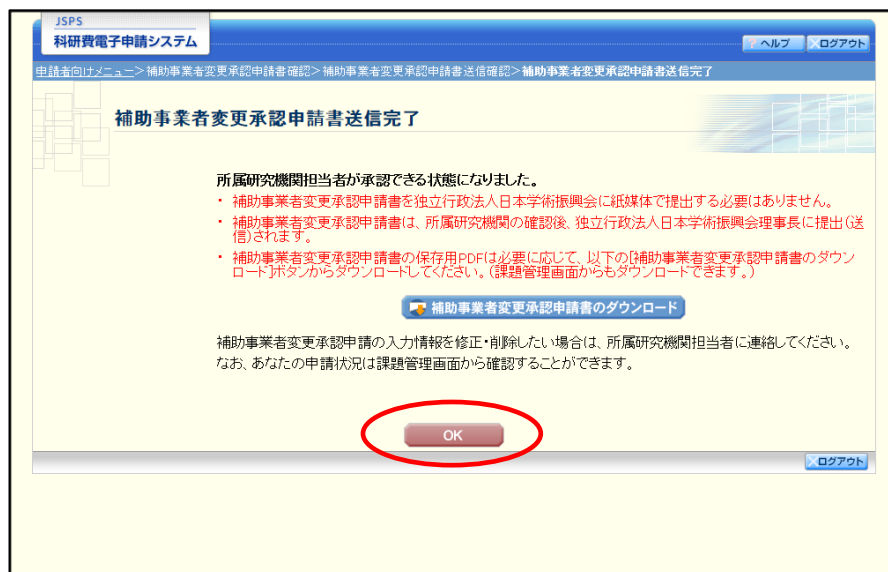 JSPS
科研費電子申請システム
? ヘルプ
×ログアウト
申請者向けメニュー>補助事業者変更承認申請書確認>補助事業者変更承認申請書送信確認>補助事業者変更承認申請書送信完了
補助事業者変更承認申請書送信完了
所属研究機関担当者が承認できる状態になりました。
・ 補助事業者変更承認申請書を独立行政法人日本学術振興会に紙媒体で提出する必要はありません。
・ 補助事業者変更承認申請書は、所属研究機関の確認後、独立行政法人日本学術振興会理事長に提出(送
信)されます。
・ 補助事業者変更承認申請書の保存用PDFは必要に応じて、以下の[補助事業者変更承認申請書のダウン
ロード]ボタンからダウンロードしてください。(課題管理画面からもダウンロードできます。)
補助事業者変更承認申請書のダウンロード
補助事業者変更承認申請の入力情報を修正・削除したい場合は、所属研究機関担当者に連絡してください。
なお、あなたの申請状況は課題管理画面から確認することができます。
OK
×ログアウト